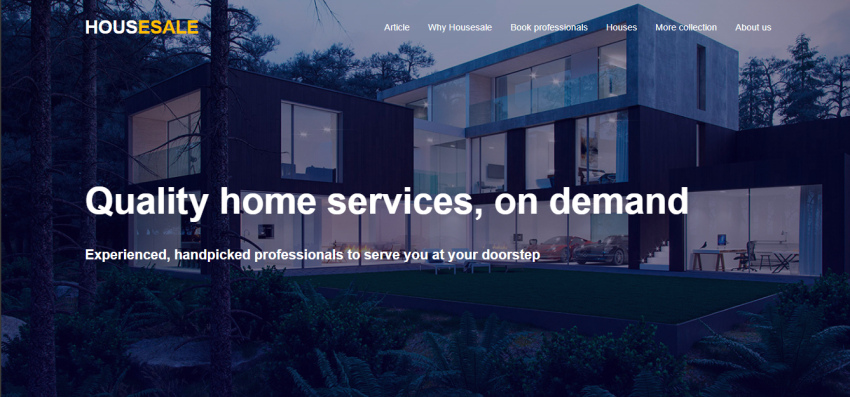 HOUSESALE
Article Why Housesale Book professionals Houses More collection About us
Quality home services, on demand
Experienced, handpicked professionals to serve you at your doorstep